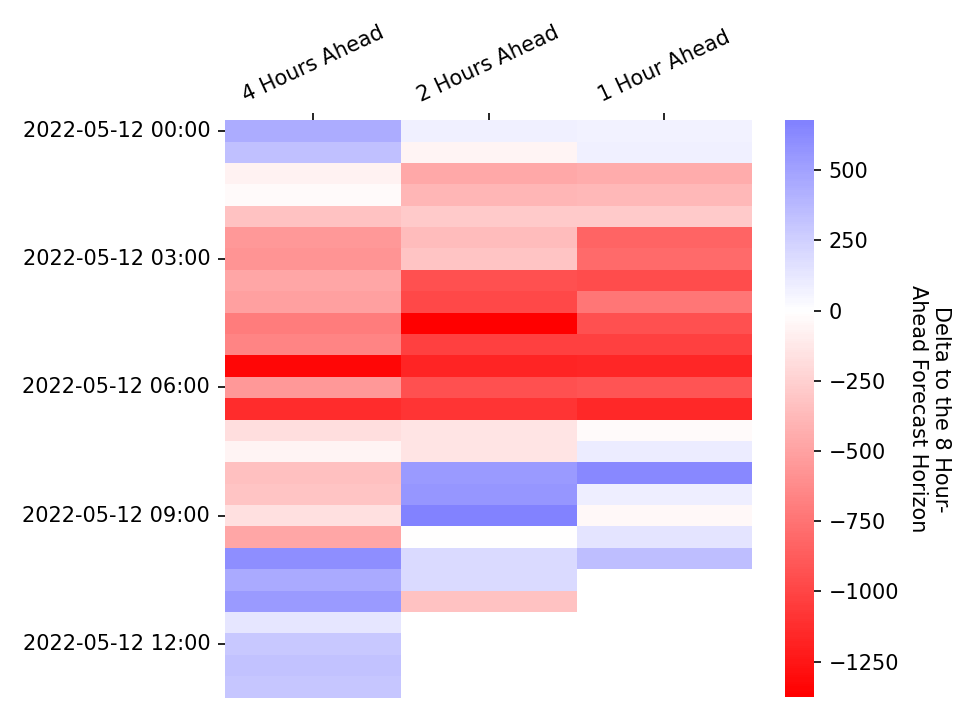 4 Hours Ahead
2 Hours Ahead
1 Hour Ahead
2022-05-12 00:00
2022-05-12 03:00
2022-05-12 06:00
2022-05-12 09:00
2022-05-12 12:00
500
250
0
−250
−500
−750
−1000
−1250
Delta to the 8 Hour-
Ahead Forecast Horizon